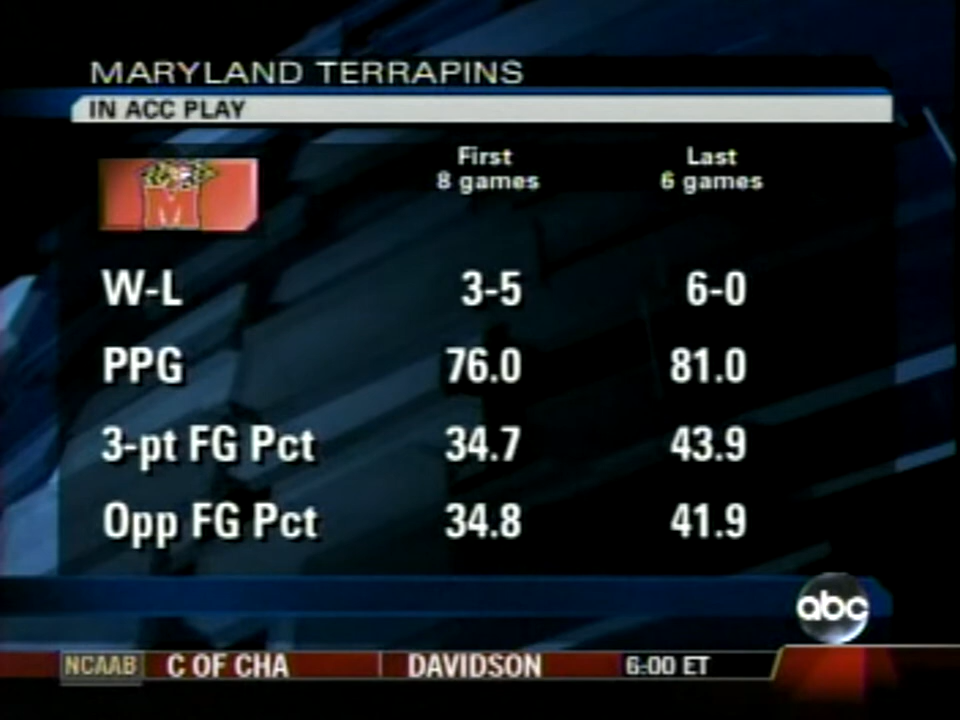 MARYLAND TERRAPINS
IN ACC PLAY
First Last
8 games 6 games
M
W-L 3-5 6-0
PPG 76.0 81.0
3-pt FG Pct 34.7 43.9
Opp FG Pct 34.8 41.9
abc
NCAAB C OF CHA DAVIDSON 6:00 ET